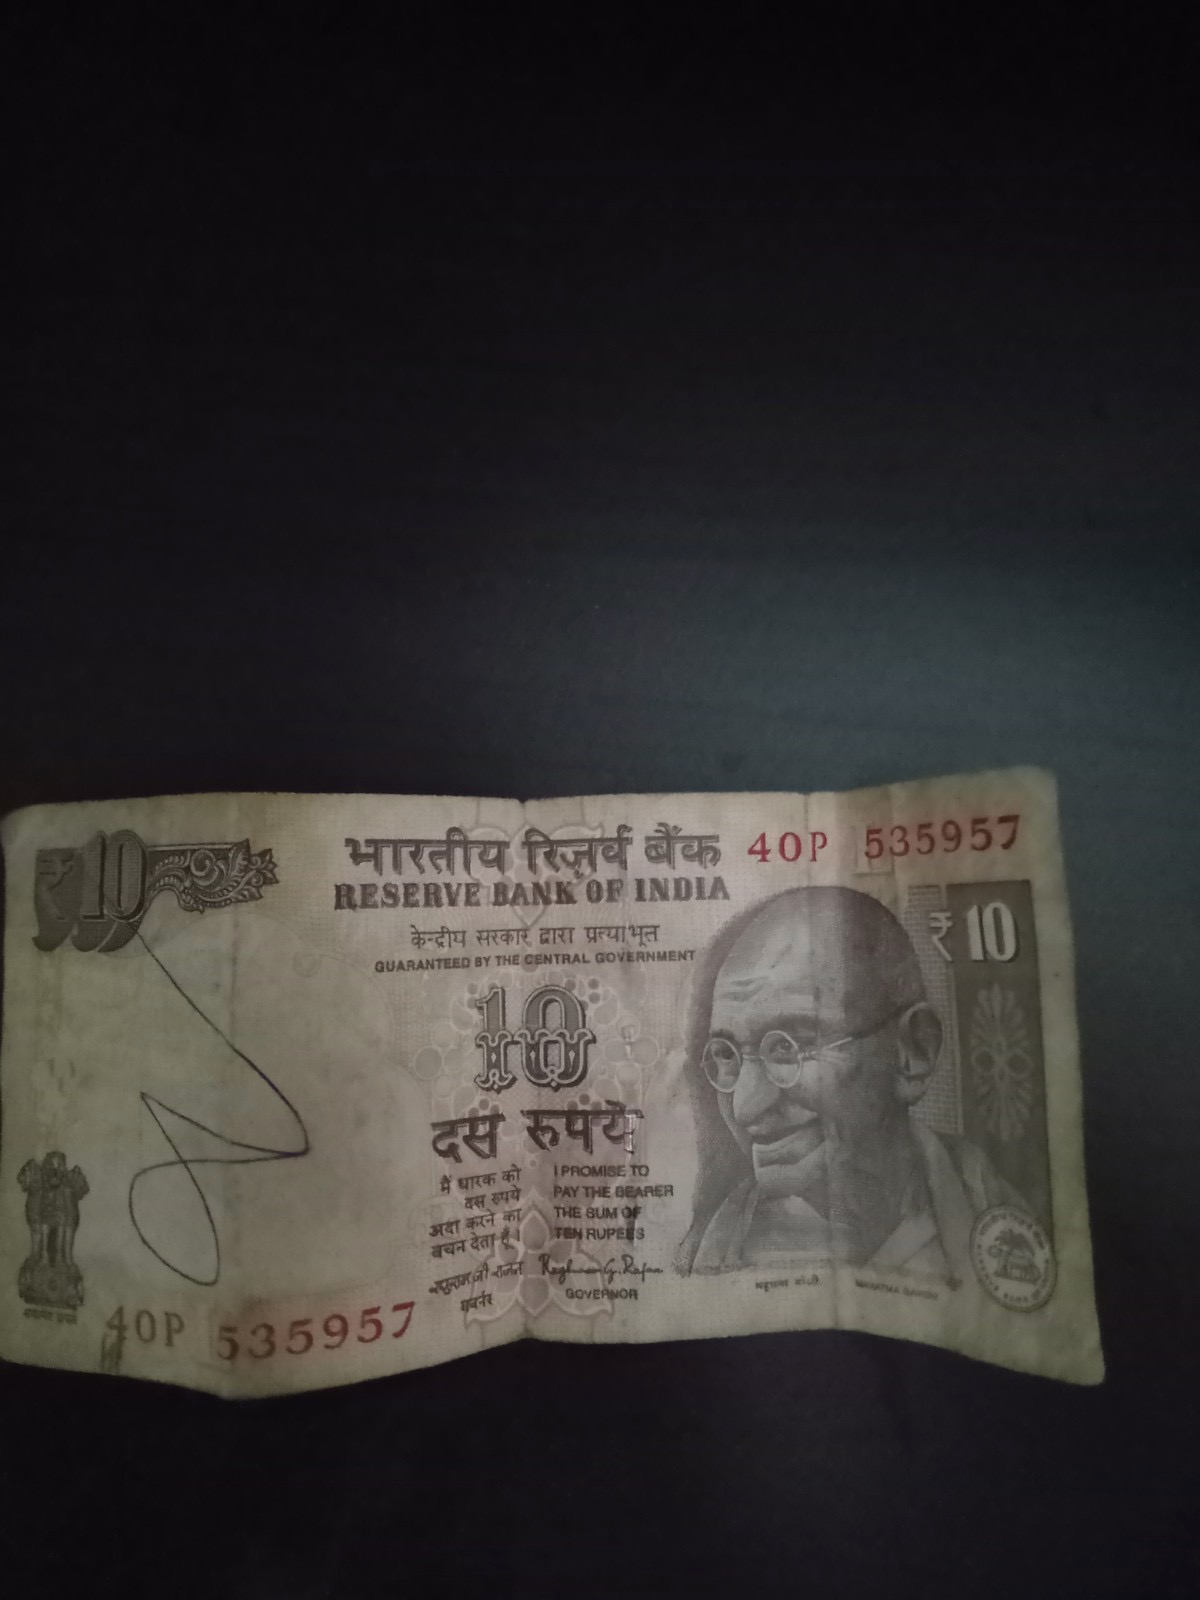 ₹10
भारतीय रिज़र्व बैंक
40P 535957
RESERVE BANK OF INDIA
केन्द्रीय सरकार द्वारा प्रत्याभूत
GUARANTEED BY THE CENTRAL GOVERNMENT
₹10
10
दस रुपये
मैं धारक को
दस रुपये
अदा करने का
वचन देता हूँ।
I PROMISE TO
PAY THE BEARER
THE SUM OF
TEN RUPEES
Raghuram G. Rajan
गवर्नर
GOVERNOR
महात्मा गांधी
MAHATMA GANDHI
सत्यमेव जयते
40P 535957